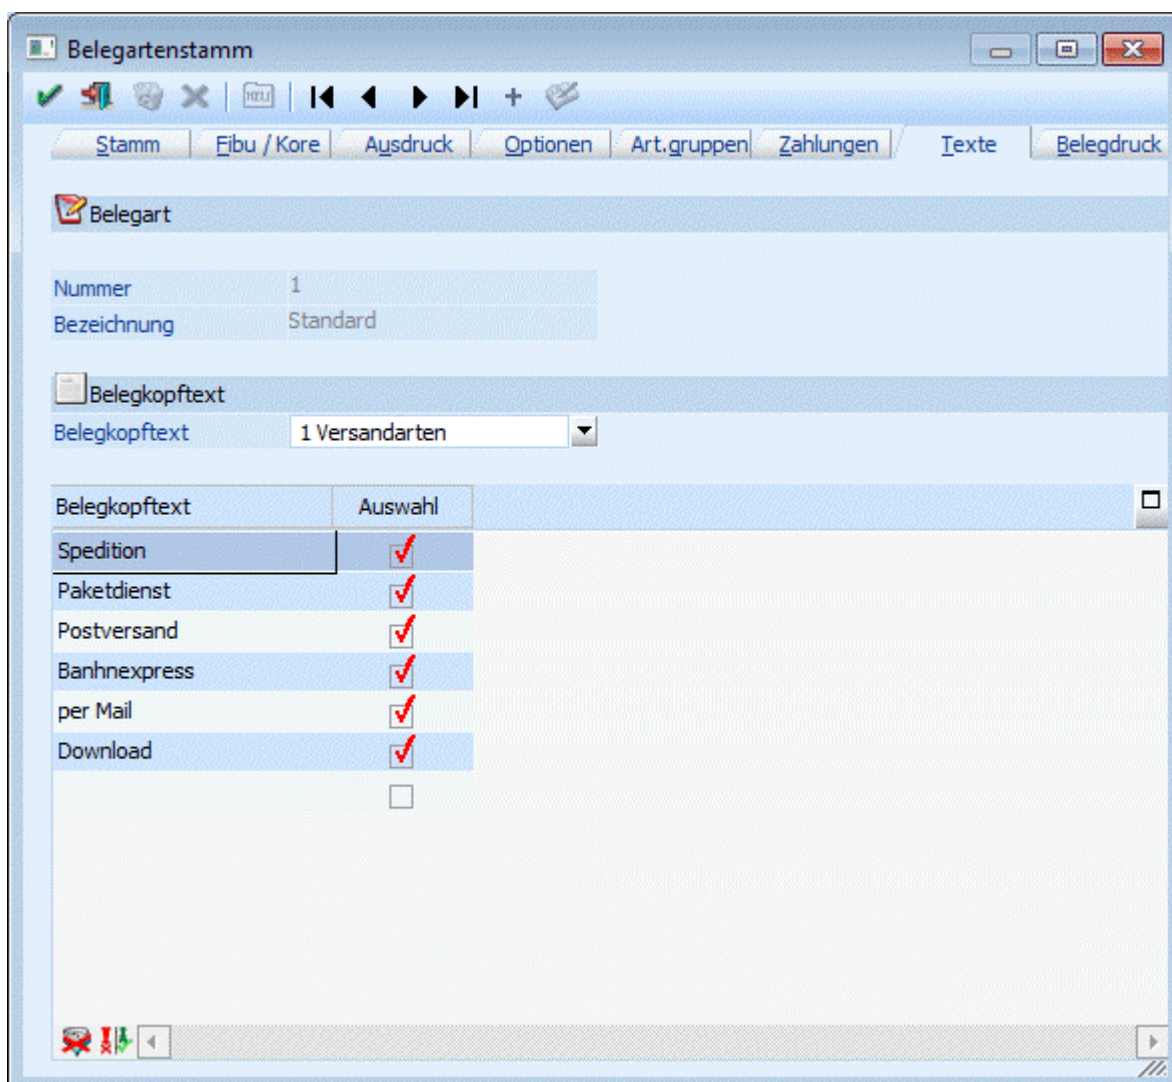 Belegartenstamm
NEU
Stamm Fibu / Kore Ausdruck Optionen Art.gruppen Zahlungen Texte Belegdruck
Belegart
Nummer 1
Bezeichnung Standard
Belegkopftext
Belegkopftext 1 Versandarten
Belegkopftext Auswahl
Spedition
Paketdienst
Postversand
Banhnexpress
per Mail
Download